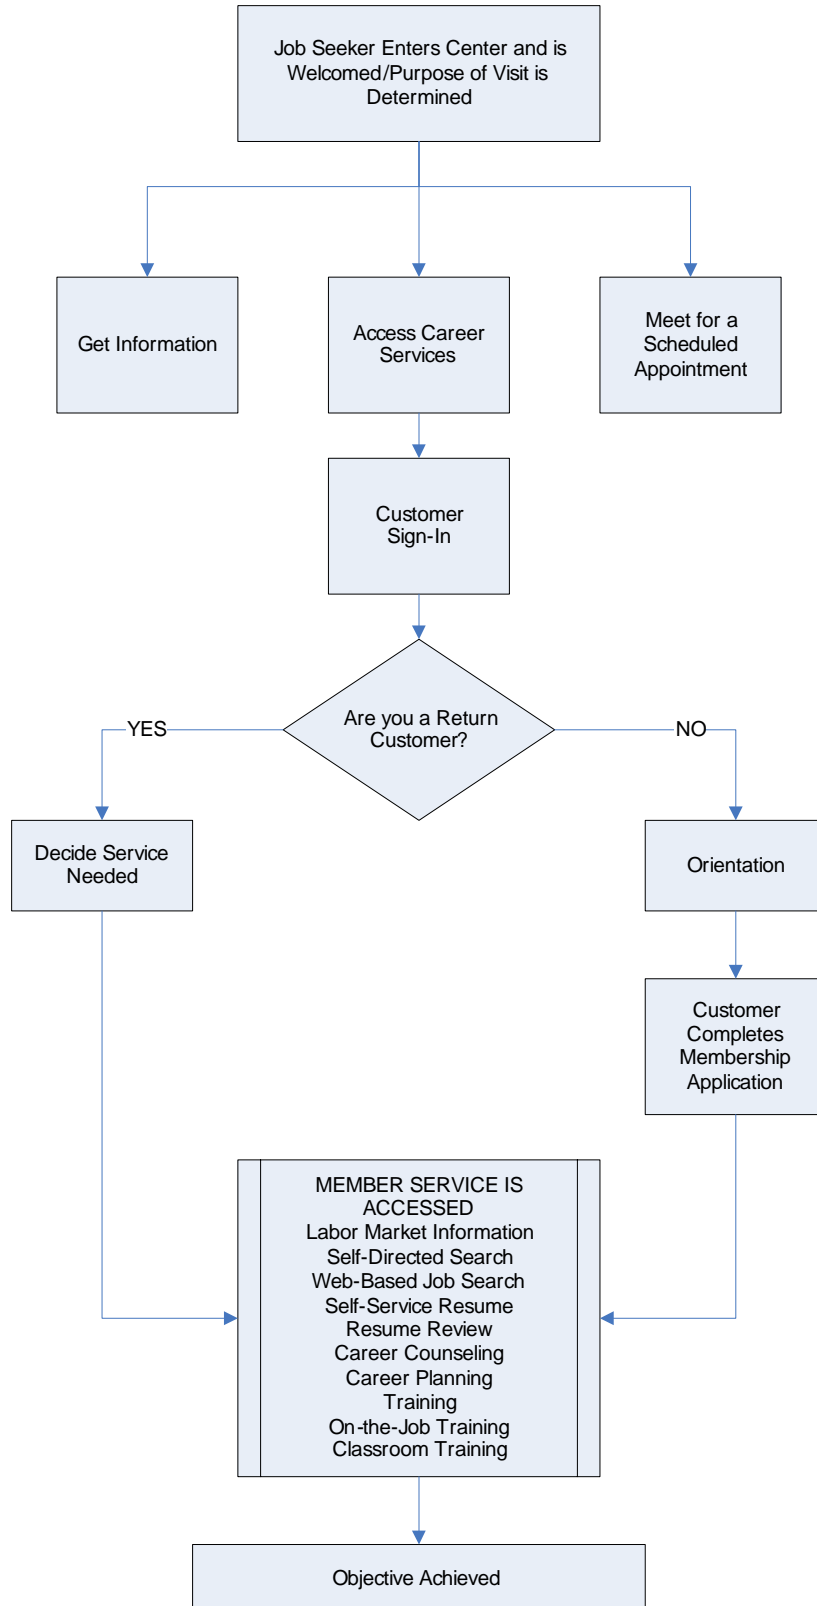 Job Seeker Enters Center and is
Welcomed/Purpose of Visit is
Determined
Get Information
Access Career
Services
Meet for a
Scheduled
Appointment
Customer
Sign-In
Are you a Return
Customer?
YES
NO
Decide Service
Needed
Orientation
Customer
Completes
Membership
Application
MEMBER SERVICE IS
ACCESSED
Labor Market Information
Self-Directed Search
Web-Based Job Search
Self-Service Resume
Resume Review
Career Counseling
Career Planning
Training
On-the-Job Training
Classroom Training
Objective Achieved